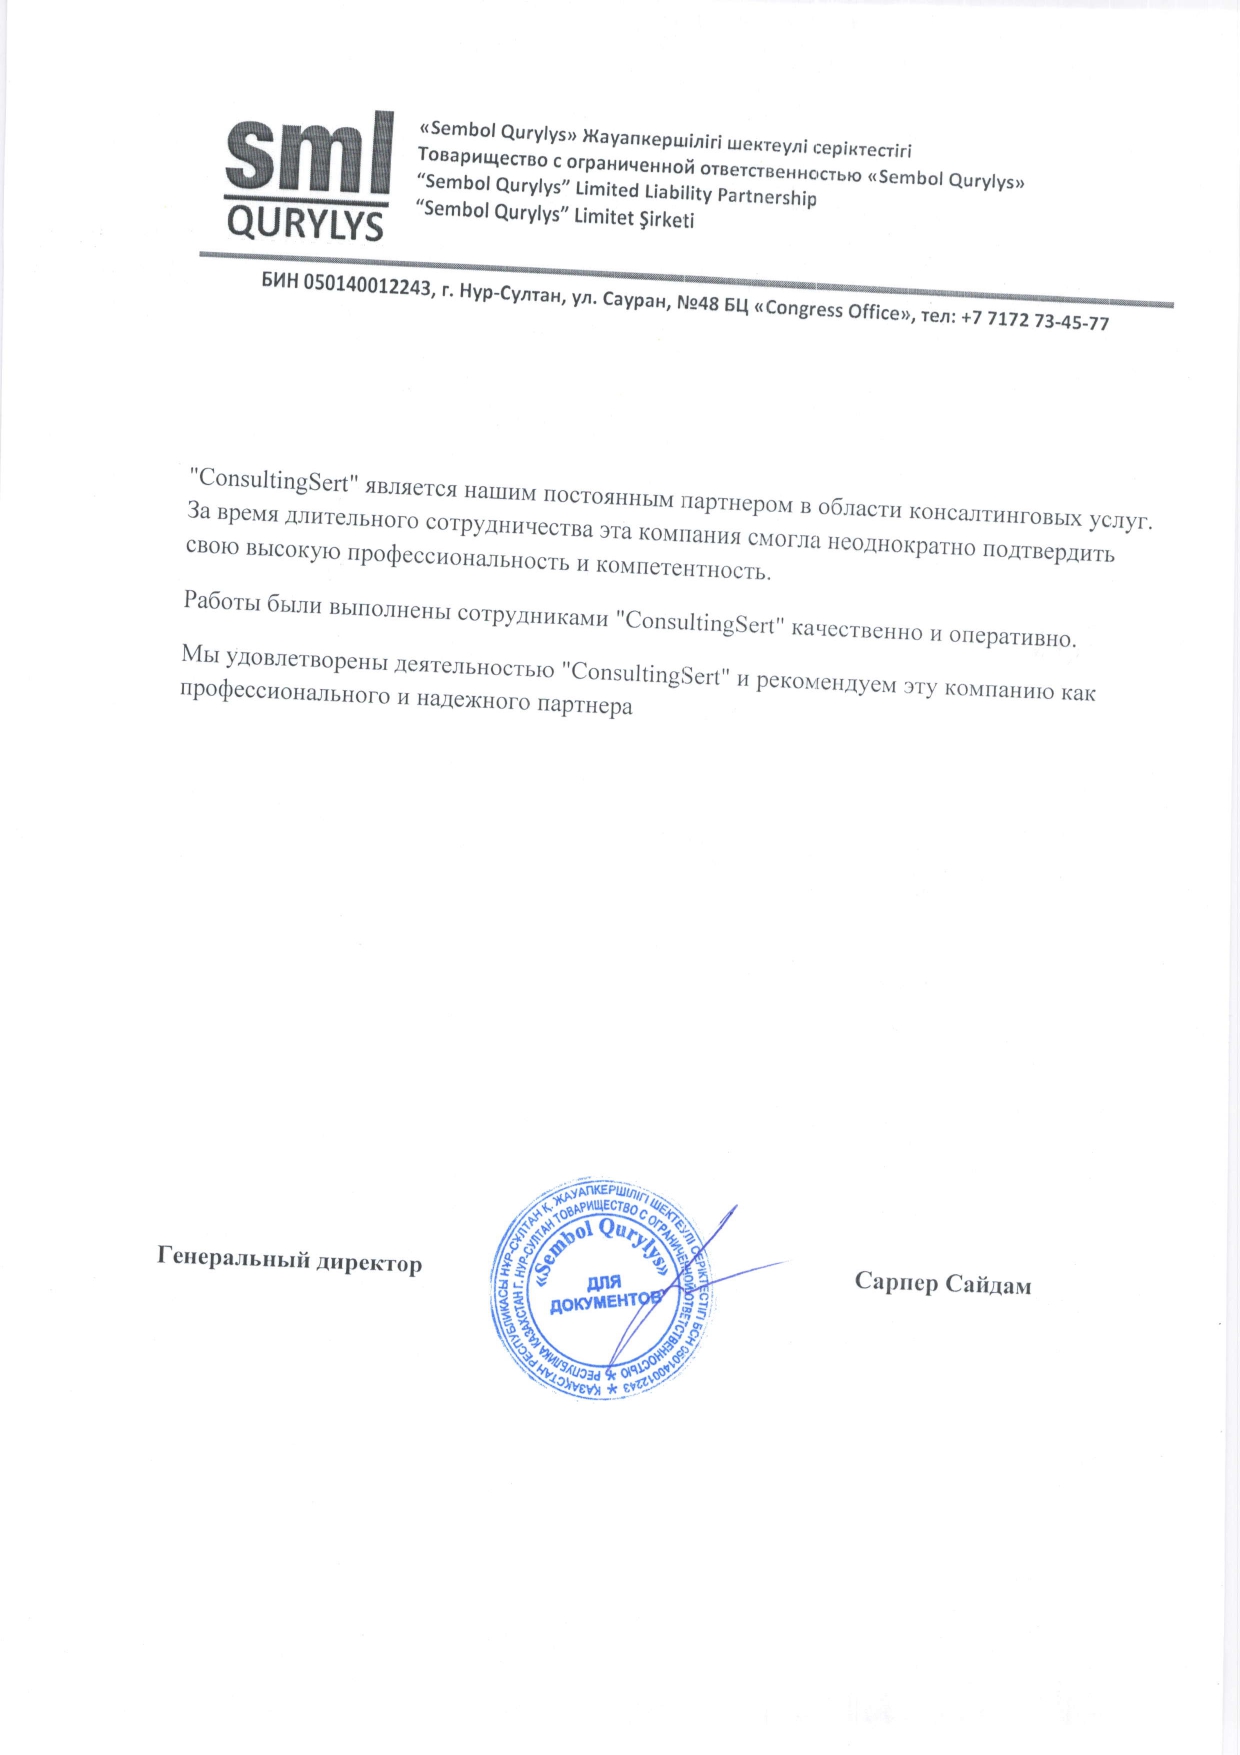 sml
QURYLYS
«Sembol Qurylys» Жауапкершілігі шектеулі серіктестігі
Товарищество с ограниченной ответственностью «Sembol Qurylys»
“Sembol Qurylys” Limited Liability Partnership
“Sembol Qurylys” Limitet Şirketi
БИН 050140012243, г. Нур-Султан, ул. Сауран, №48 БЦ «Congress Office», тел: +7 7172 73-45-77
"ConsultingSert" является нашим постоянным партнером в области консалтинговых услуг.
За время длительного сотрудничества эта компания смогла неоднократно подтвердить
свою высокую профессиональность и компетентность.
Работы были выполнены сотрудниками "ConsultingSert" качественно и оперативно.
Мы удовлетворены деятельностью "ConsultingSert" и рекомендуем эту компанию как
профессионального и надежного партнера
Генеральный директор
ҚАЗАҚСТАН РЕСПУБЛИКАСЫ НҰР-СҰЛТАН Қ. ЖАУАПКЕРШІЛІГІ ШЕКТЕУЛІ СЕРІКТЕСТІГІ БСН 050140012243
РЕСПУБЛИКА КАЗАХСТАН Г. НУР-СУЛТАН ТОВАРИЩЕСТВО С ОГРАНИЧЕННОЙ ОТВЕТСТВЕННОСТЬЮ
«Sembol Qurylys»
ДЛЯ
ДОКУМЕНТОВ
Сарпер Сайдам